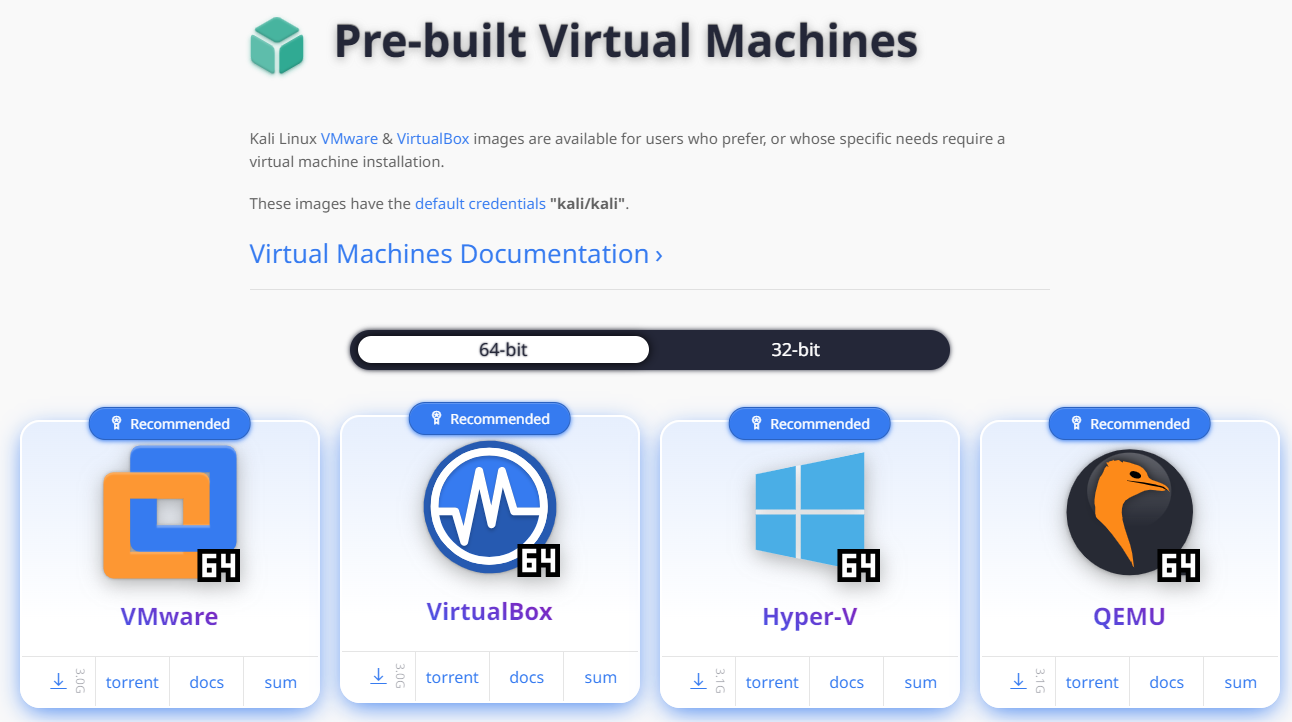 Pre-built Virtual Machines
Kali Linux VMware & VirtualBox images are available for users who prefer, or whose specific needs require a
virtual machine installation.
These images have the default credentials "kali/kali".
Virtual Machines Documentation ›
64-bit 32-bit
Recommended Recommended Recommended Recommended
64 64 64 64
VMware VirtualBox Hyper-V QEMU
3.0G torrent docs sum 3.0G torrent docs sum 3.1G torrent docs sum 3.1G torrent docs sum